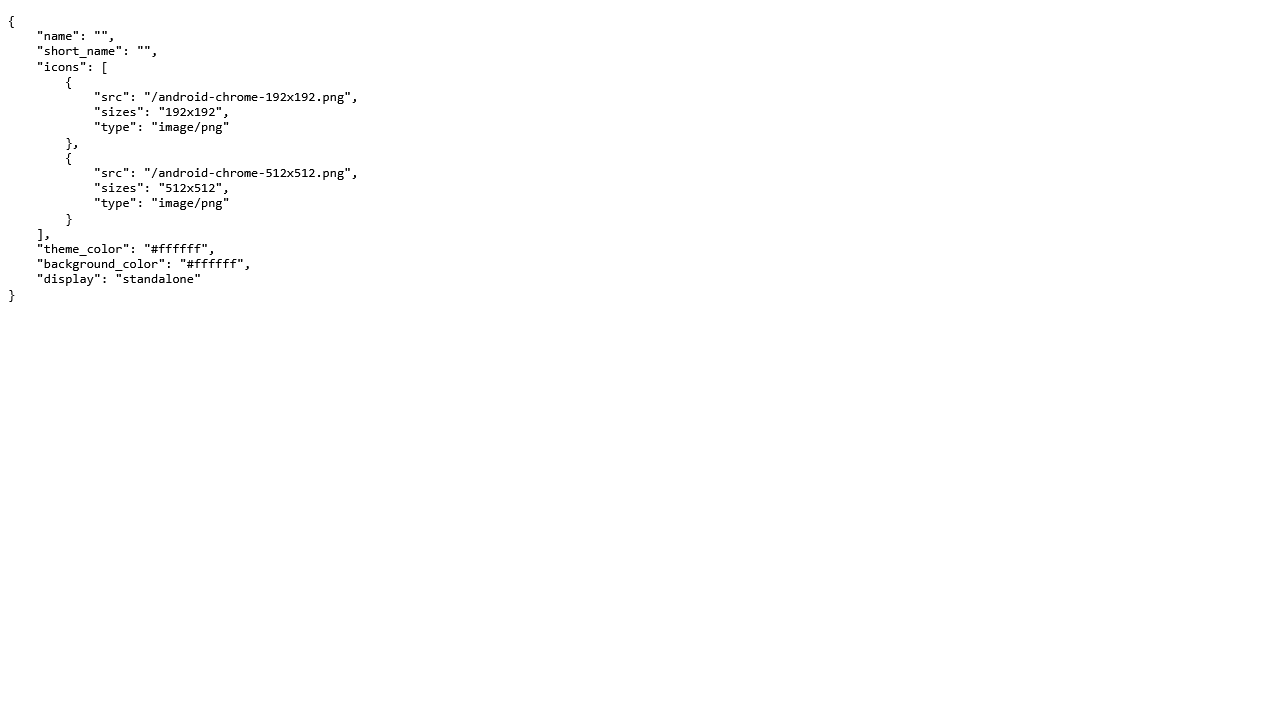 {
    "name": "",
    "short_name": "",
    "icons": [
        {
            "src": "/android-chrome-192x192.png",
            "sizes": "192x192",
            "type": "image/png"
        },
        {
            "src": "/android-chrome-512x512.png",
            "sizes": "512x512",
            "type": "image/png"
        }
    ],
    "theme_color": "#ffffff",
    "background_color": "#ffffff",
    "display": "standalone"
}